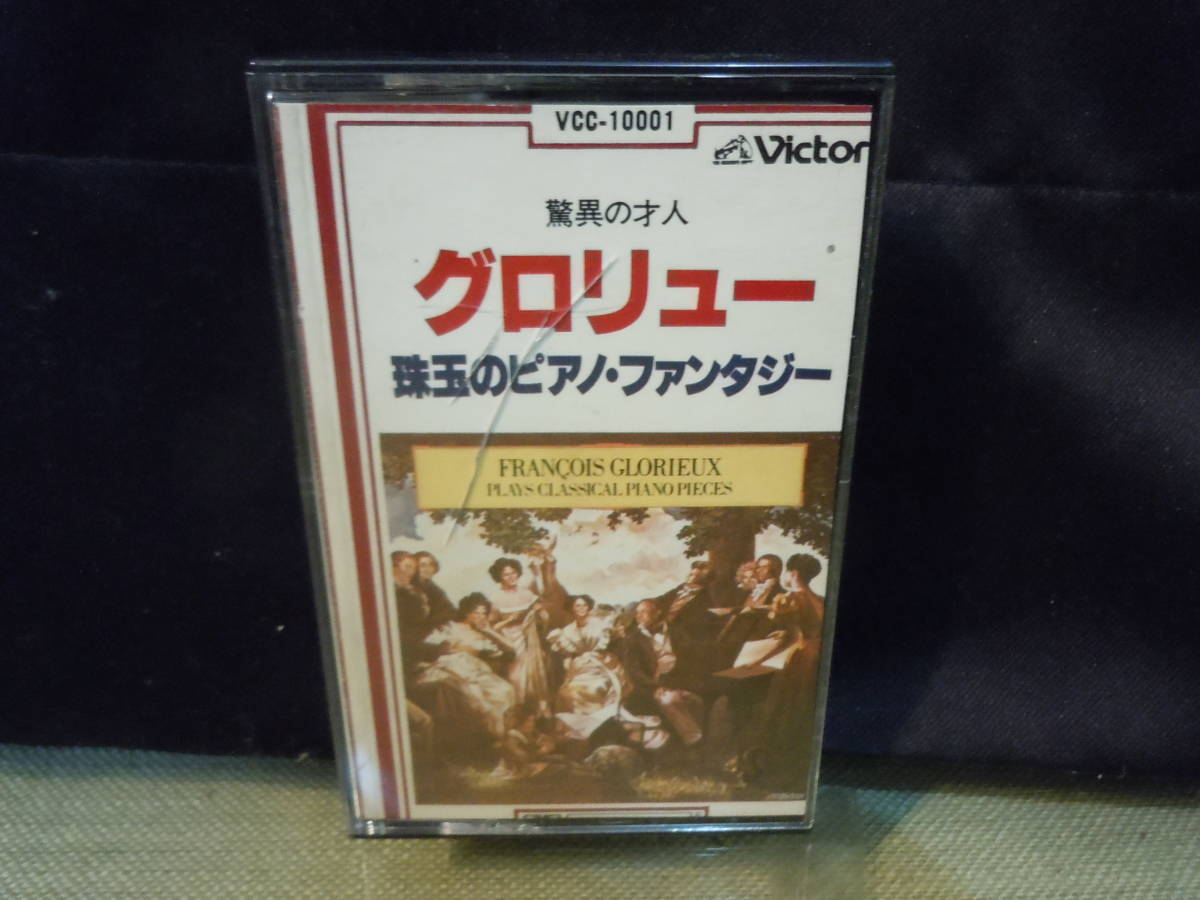 VCC-10001
Victor
驚異の才人
グロリュー
珠玉のピアノ・ファンタジー
FRANÇOIS GLORIEUX
PLAYS CLASSICAL PIANO PIECES